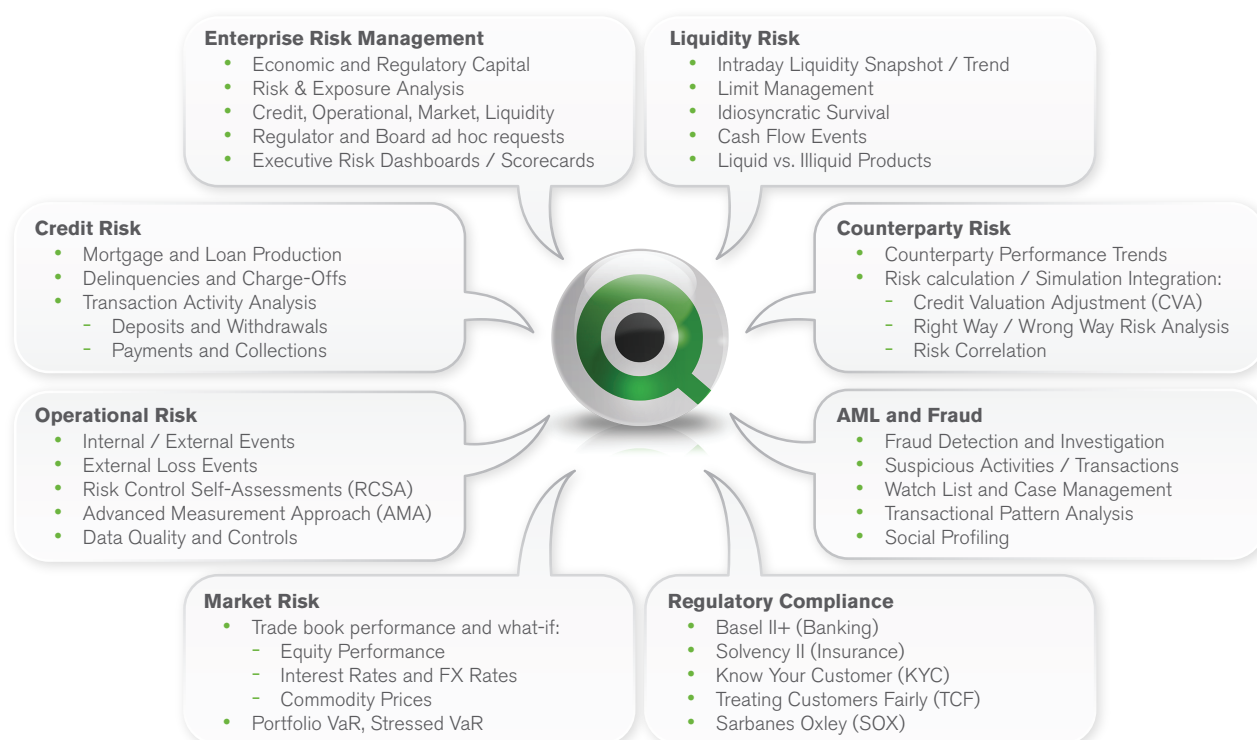 Enterprise Risk Management
• Economic and Regulatory Capital
• Risk & Exposure Analysis
• Credit, Operational, Market, Liquidity
• Regulator and Board ad hoc requests
• Executive Risk Dashboards / Scorecards
Liquidity Risk
• Intraday Liquidity Snapshot / Trend
• Limit Management
• Idiosyncratic Survival
• Cash Flow Events
• Liquid vs. Illiquid Products
Credit Risk
• Mortgage and Loan Production
• Delinquencies and Charge-Offs
• Transaction Activity Analysis
- Deposits and Withdrawals
- Payments and Collections
Counterparty Risk
• Counterparty Performance Trends
• Risk calculation / Simulation Integration:
- Credit Valuation Adjustment (CVA)
- Right Way / Wrong Way Risk Analysis
- Risk Correlation
Operational Risk
• Internal / External Events
• External Loss Events
• Risk Control Self-Assessments (RCSA)
• Advanced Measurement Approach (AMA)
• Data Quality and Controls
AML and Fraud
• Fraud Detection and Investigation
• Suspicious Activities / Transactions
• Watch List and Case Management
• Transactional Pattern Analysis
• Social Profiling
Market Risk
• Trade book performance and what-if:
- Equity Performance
- Interest Rates and FX Rates
- Commodity Prices
• Portfolio VaR, Stressed VaR
Regulatory Compliance
• Basel II+ (Banking)
• Solvency II (Insurance)
• Know Your Customer (KYC)
• Treating Customers Fairly (TCF)
• Sarbanes Oxley (SOX)